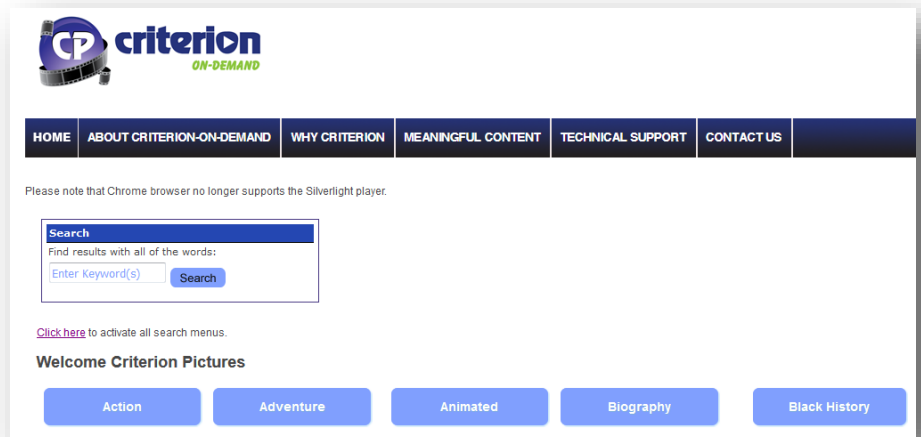 CP criterion
ON-DEMAND
HOME ABOUT CRITERION-ON-DEMAND WHY CRITERION MEANINGFUL CONTENT TECHNICAL SUPPORT CONTACT US
Please note that Chrome browser no longer supports the Silverlight player.
Search
Find results with all of the words:
Enter Keyword(s) Search
Click here to activate all search menus.
Welcome Criterion Pictures
Action Adventure Animated Biography Black History